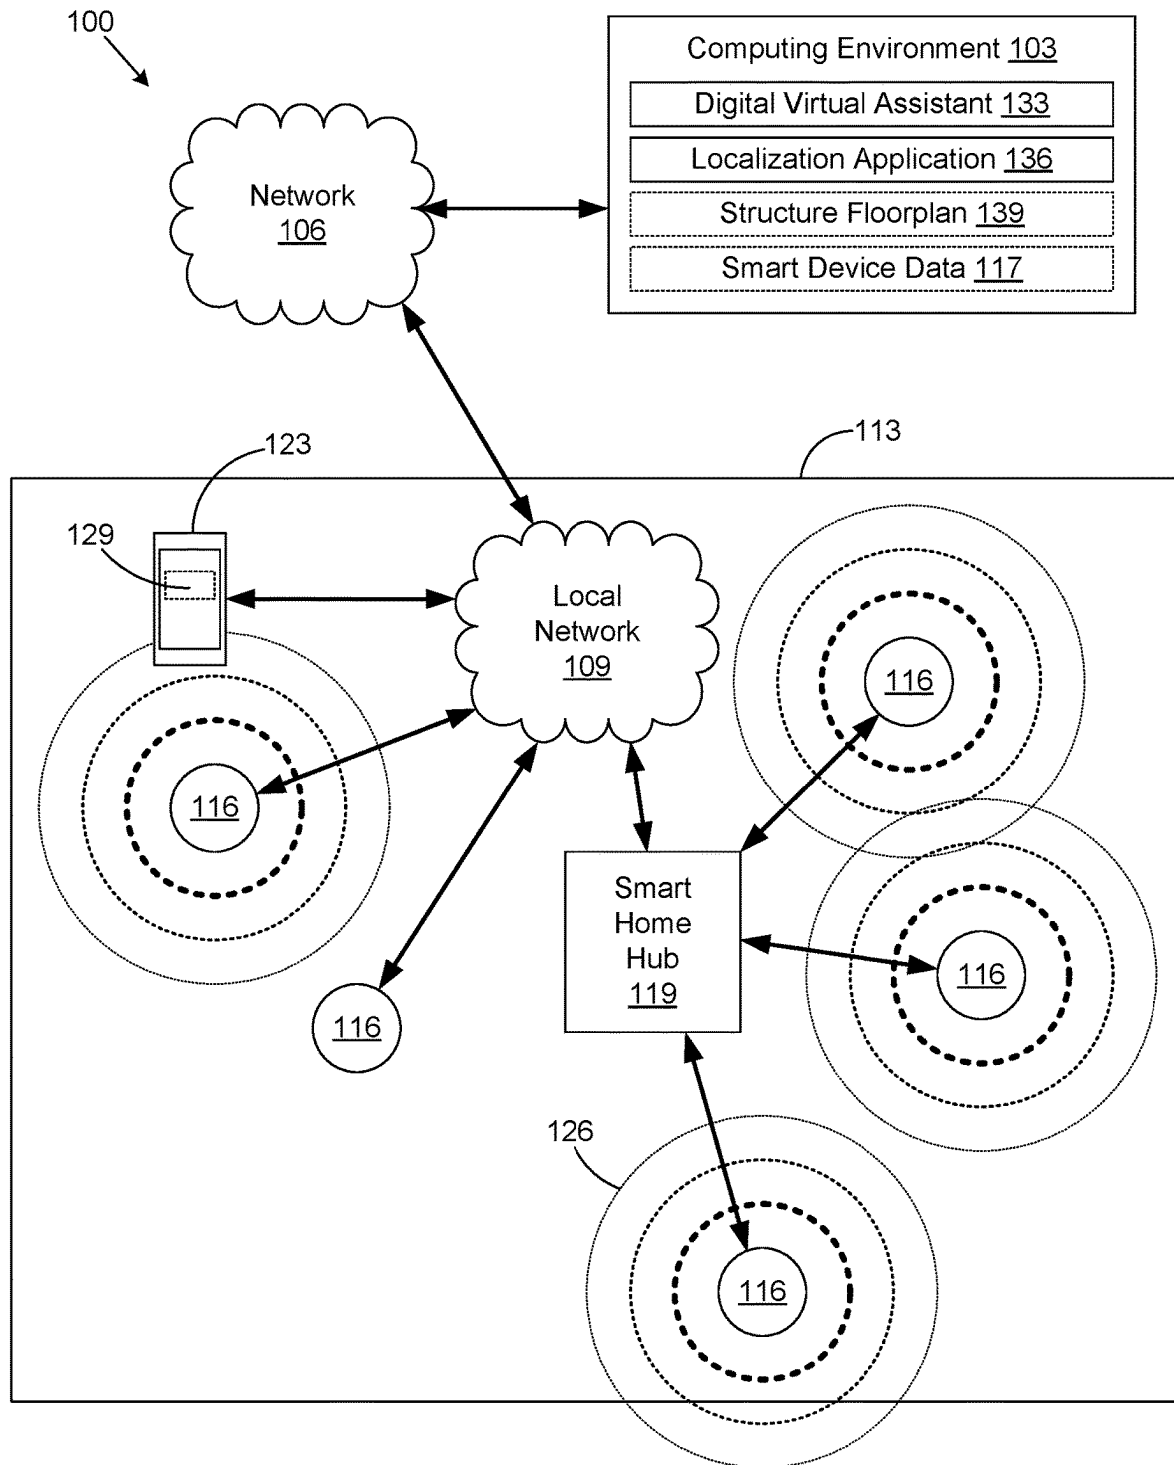 100
Computing Environment 103
Digital Virtual Assistant 133
Localization Application 136
Structure Floorplan 139
Smart Device Data 117
Network
106
113
123
129
Local
Network
109
116
116
116
116
Smart
Home
Hub
119
126
116